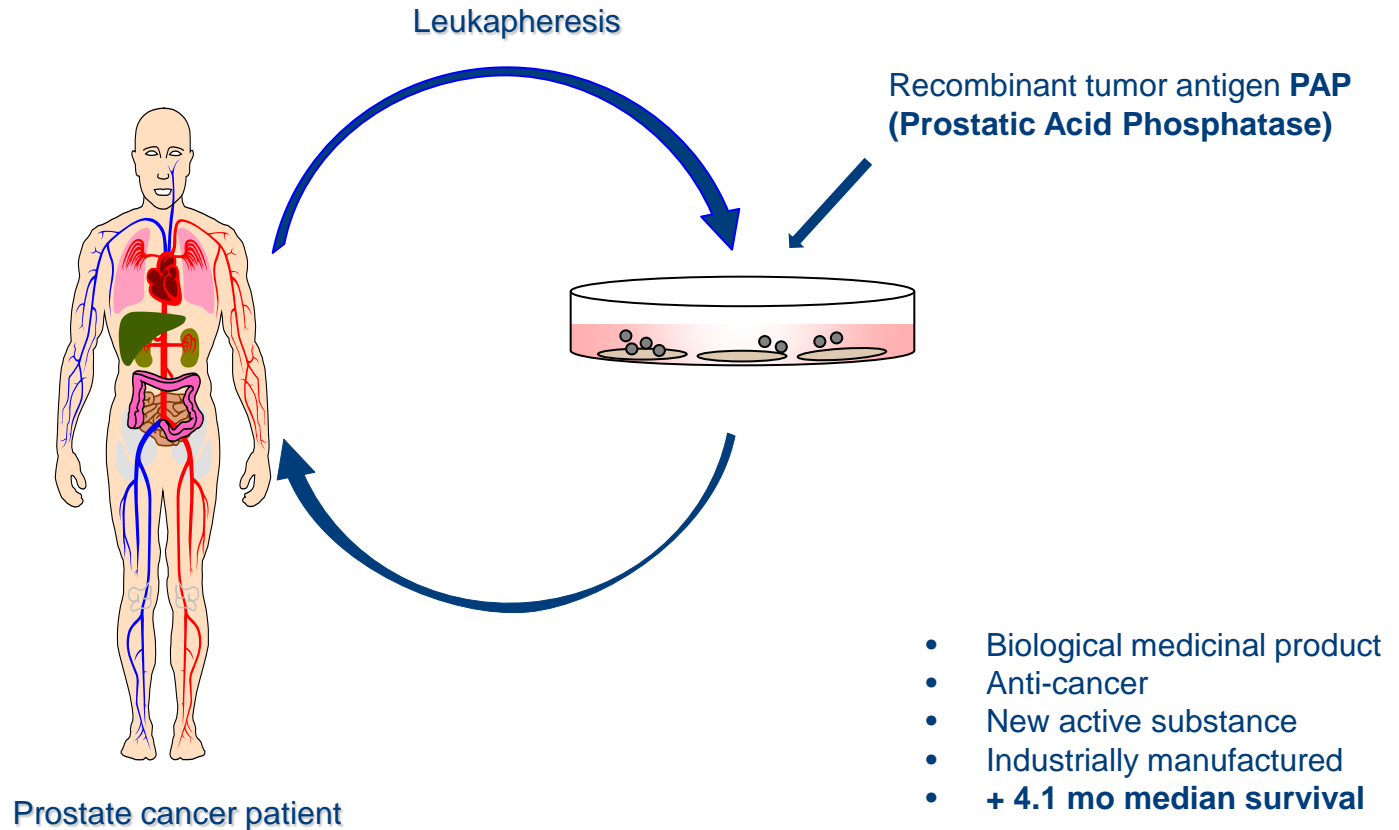 Leukapheresis
Recombinant tumor antigen PAP
(Prostatic Acid Phosphatase)
• Biological medicinal product
• Anti-cancer
• New active substance
• Industrially manufactured
• + 4.1 mo median survival
Prostate cancer patient